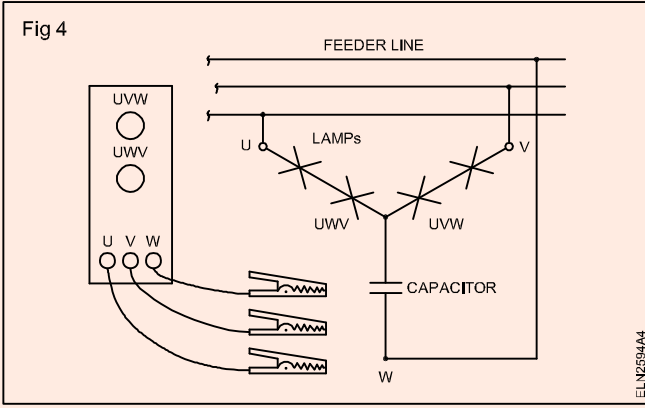 Fig 4
FEEDER LINE
UVW
UWV
U V W
U
LAMPs
V
UWV
UVW
CAPACITOR
W
ELN2594A4